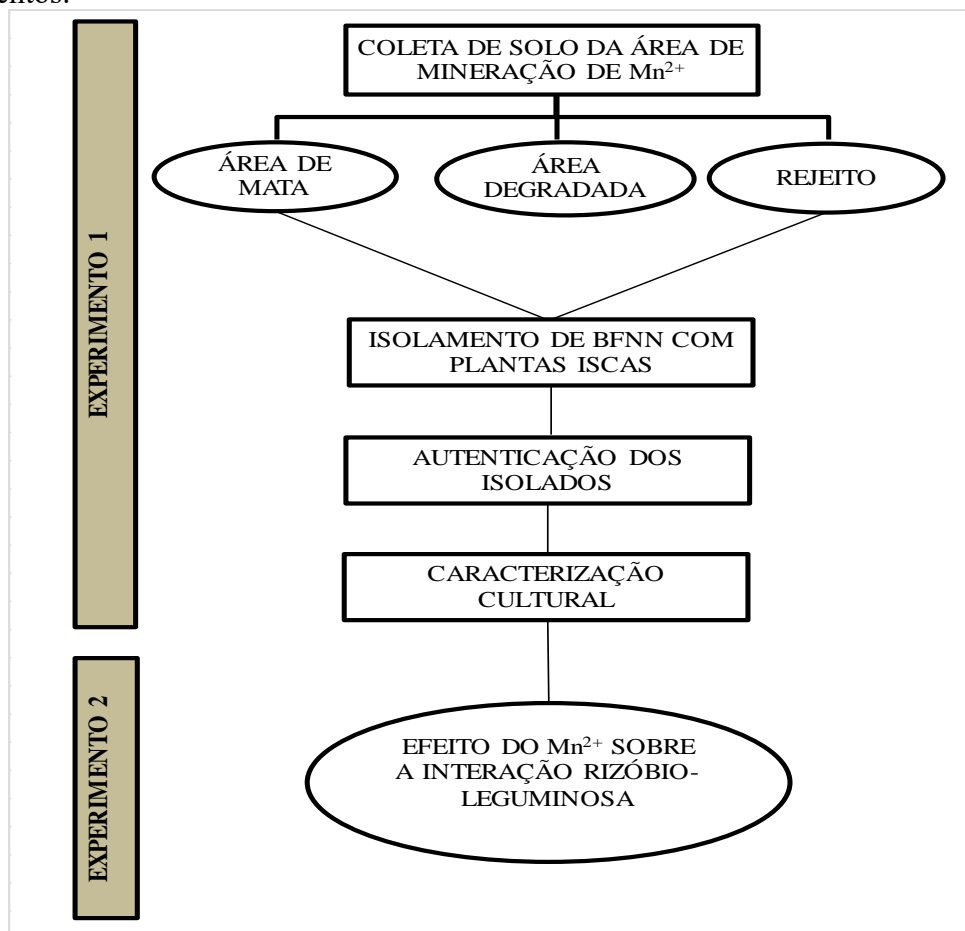 COLETA DE SOLO DA ÁREA DE
MINERAÇÃO DE Mn²⁺
ÁREA DE
MATA
ÁREA
DEGRADADA
REJEITO
EXPERIMENTO 1
ISOLAMENTO DE BFNN COM
PLANTAS ISCAS
AUTENTICAÇÃO DOS
ISOLADOS
CARACTERIZAÇÃO
CULTURAL
EXPERIMENTO 2
EFEITO DO Mn²⁺ SOBRE
A INTERAÇÃO RIZÓBIO-
LEGUMINOSA